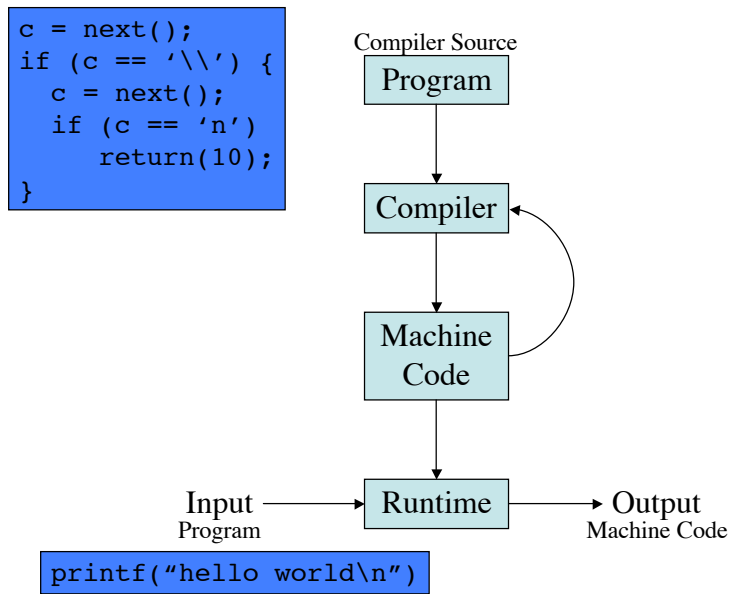 c = next();
if (c == ‘\\’) {
  c = next();
  if (c == ‘n’)
     return(10);
}
Compiler Source
Program
Compiler
Machine
Code
Input
Program
Runtime
Output
Machine Code
printf(“hello world\n”)